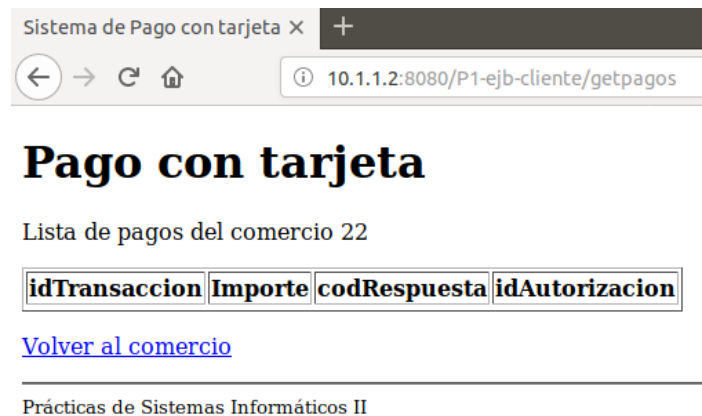 Sistema de Pago con tarjeta
10.1.1.2:8080/P1-ejb-cliente/getpagos
Pago con tarjeta
Lista de pagos del comercio 22
idTransaccion Importe codRespuesta idAutorizacion
Volver al comercio
Prácticas de Sistemas Informáticos II